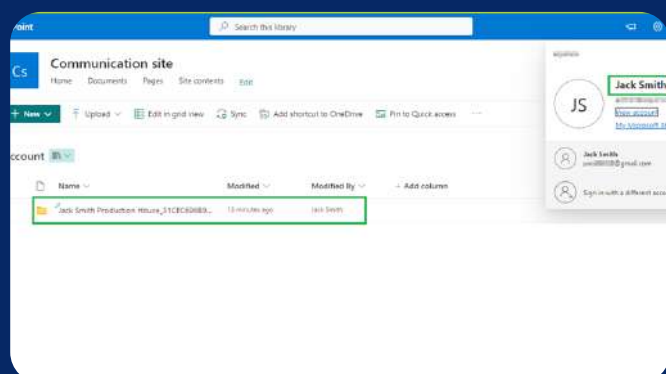 oint
Search this library
Cs
Communication site
Home Documents Pages Site contents Edit
+ New Upload Edit in grid view Sync Add shortcut to OneDrive Pin to Quick access ...
ccount
Name Modified Modified By + Add column
Jack Smith Production House_
13 minutes ago Jack Smith
JS
Jack Smith
View account
My Microsoft
Jack Smith
@gmail.com
Sign in with a different acco